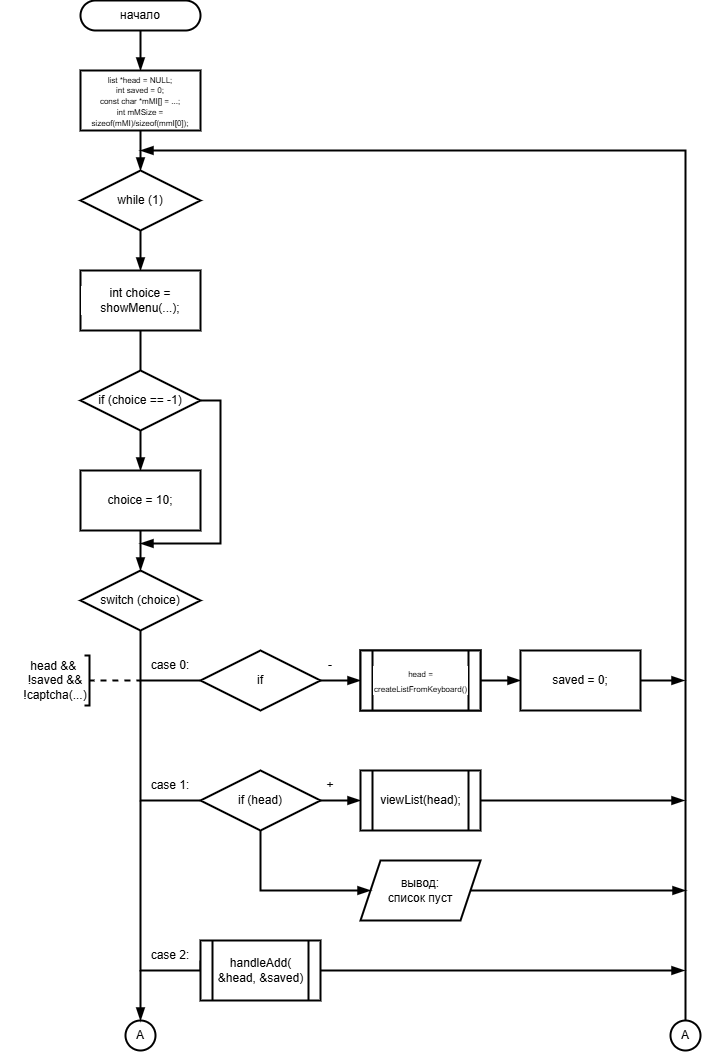 начало
list *head = NULL;
int saved = 0;
const char *mMI[] = ...;
int mMSize =
sizeof(mMI)/sizeof(mmI[0]);
while (1)
int choice =
showMenu(...);
if (choice == -1)
choice = 10;
switch (choice)
head &&
!saved &&
!captcha(...)
case 0:
if
-
head =
createListFromKeyboard()
saved = 0;
case 1:
if (head)
+
viewList(head);
вывод:
список пуст
case 2:
handleAdd(
&head, &saved)
A
A